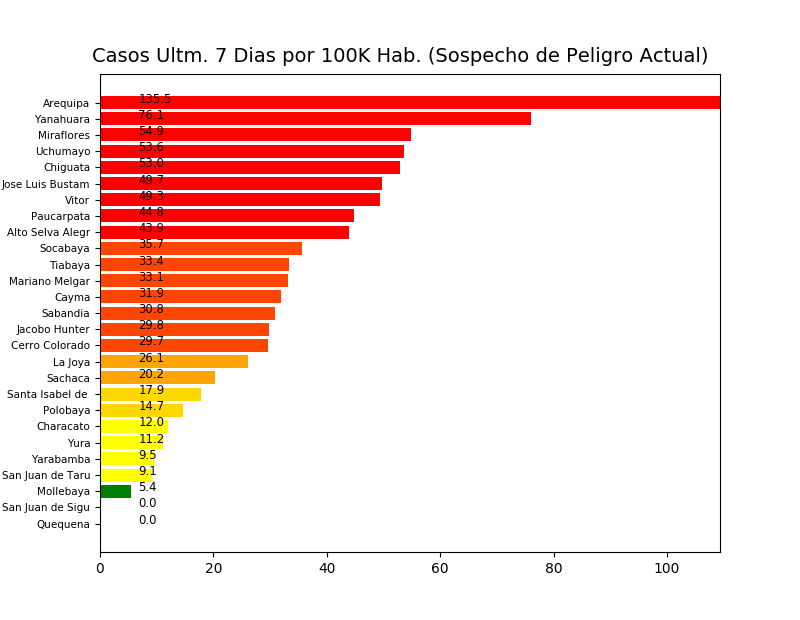 Casos Ultm. 7 Dias por 100K Hab. (Sospecho de Peligro Actual)
Arequipa 135.5
Yanahuara 76.1
Miraflores 54.9
Uchumayo 53.6
Chiguata 53.0
Jose Luis Bustam 49.7
Vitor 49.3
Paucarpata 44.8
Alto Selva Alegr 43.9
Socabaya 35.7
Tiabaya 33.4
Mariano Melgar 33.1
Cayma 31.9
Sabandia 30.8
Jacobo Hunter 29.8
Cerro Colorado 29.7
La Joya 26.1
Sachaca 20.2
Santa Isabel de 17.9
Polobaya 14.7
Characato 12.0
Yura 11.2
Yarabamba 9.5
San Juan de Taru 9.1
Mollebaya 5.4
San Juan de Sigu 0.0
Quequena 0.0
0 20 40 60 80 100